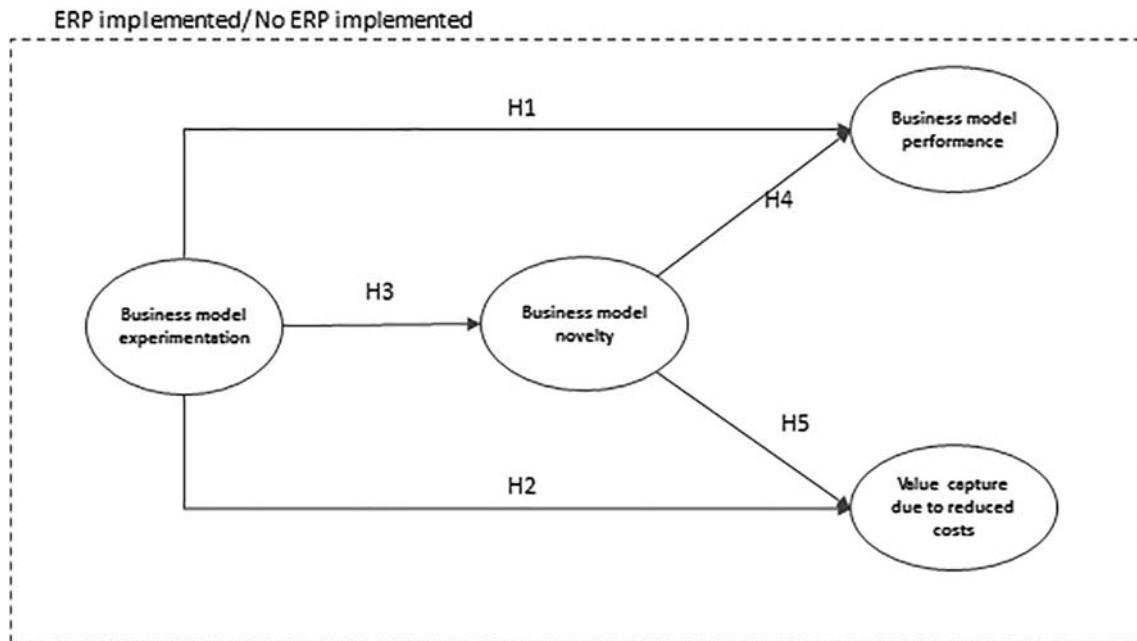 ERP implemented/No ERP implemented
H1
Business model
performance
H4
H3
Business model
experimentation
Business model
novelty
H5
H2
Value capture
due to reduced
costs